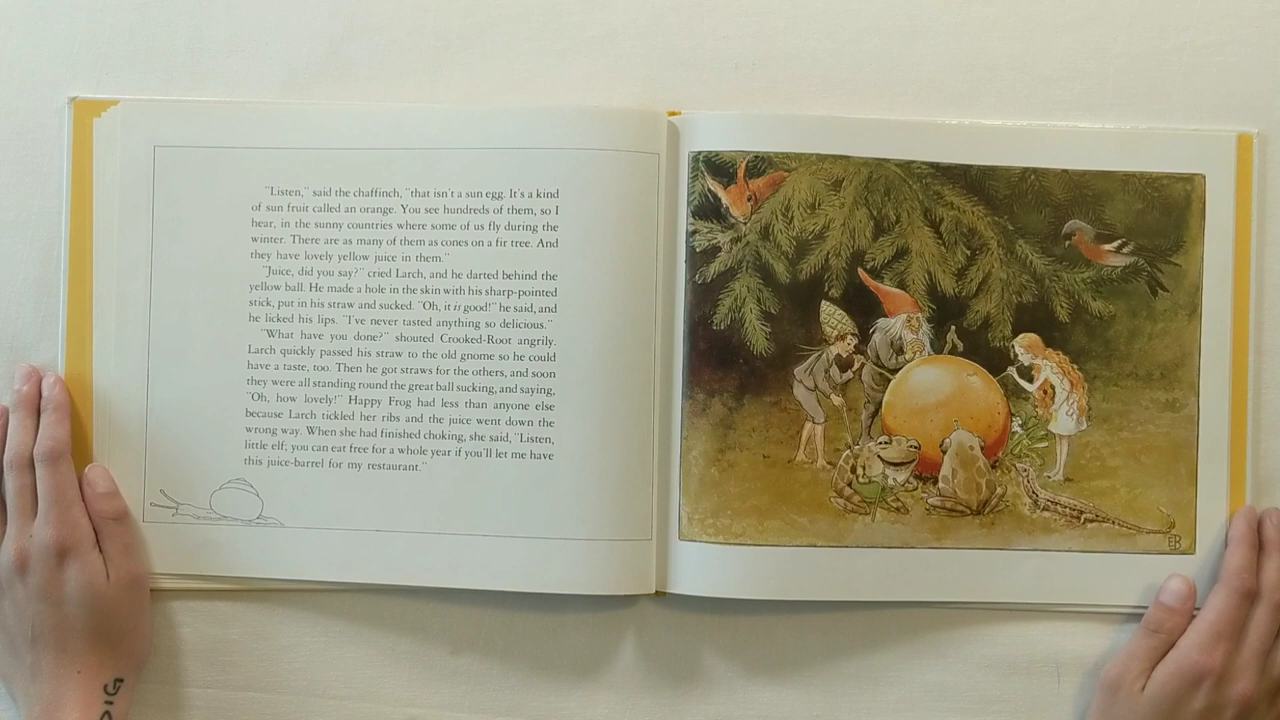 "Listen," said the chaffinch, "that isn't a sun egg. It's a kind
of sun fruit called an orange. You see hundreds of them, so I
hear, in the sunny countries where some of us fly during the
winter. There are as many of them as cones on a fir tree. And
they have lovely yellow juice in them."
"Juice, did you say?" cried Larch, and he darted behind the
yellow ball. He made a hole in the skin with his sharp-pointed
stick, put in his straw and sucked. "Oh, it is good!" he said, and
he licked his lips. "I've never tasted anything so delicious."
"What have you done?" shouted Crooked-Root angrily.
Larch quickly passed his straw to the old gnome so he could
have a taste, too. Then he got straws for the others, and soon
they were all standing round the great ball sucking, and saying,
"Oh, how lovely!" Happy Frog had less than anyone else
because Larch tickled her ribs and the juice went down the
wrong way. When she had finished choking, she said, "Listen,
little elf; you can eat free for a whole year if you'll let me have
this juice-barrel for my restaurant."
EB